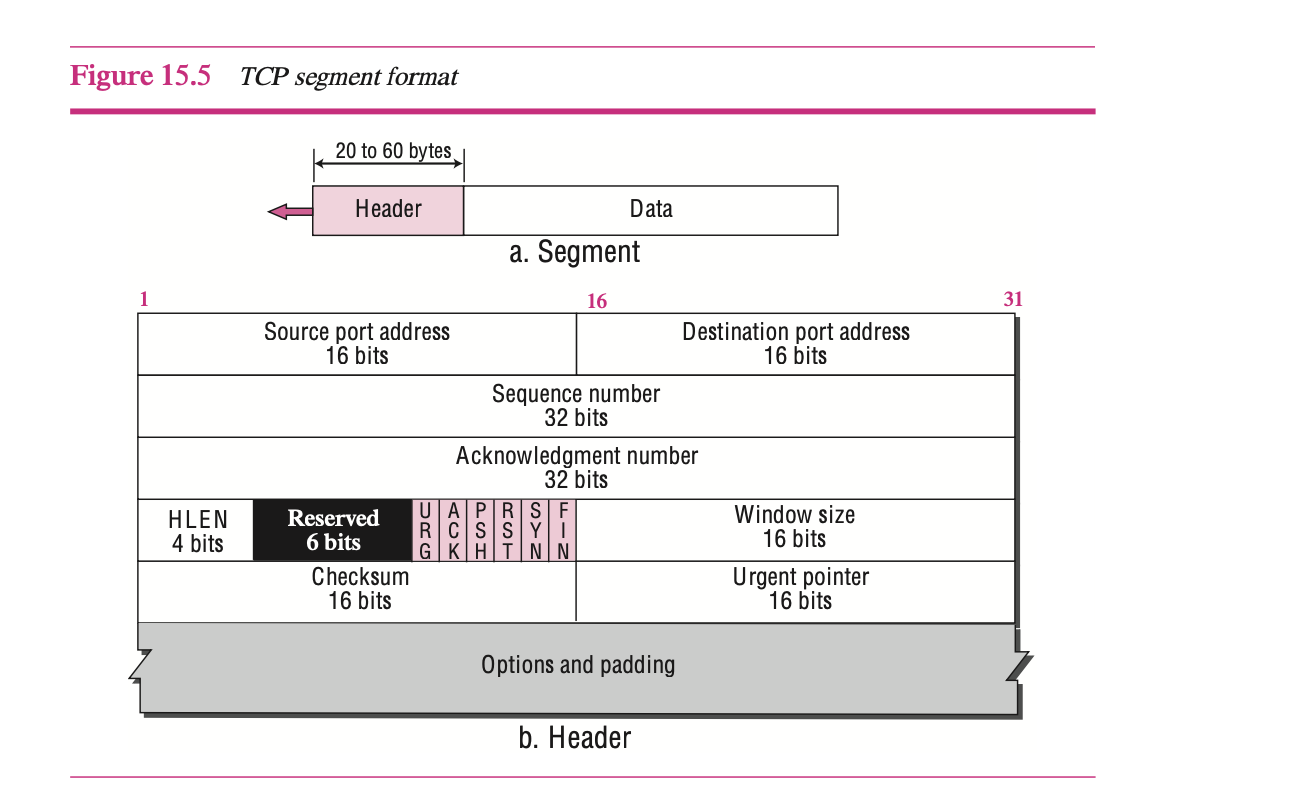 Figure 15.5 TCP segment format
20 to 60 bytes
Header Data
a. Segment
1 16 31
Source port address Destination port address
16 bits 16 bits
Sequence number
32 bits
Acknowledgment number
32 bits
HLEN Reserved URG ACK PSH RST SYN FIN Window size
4 bits 6 bits 16 bits
Checksum Urgent pointer
16 bits 16 bits
Options and padding
b. Header